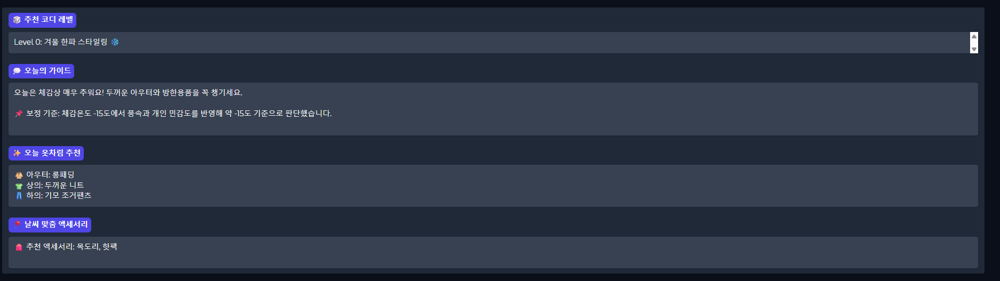 🎲 추천 코디 레벨
Level 0: 겨울 한파 스타일링 ❄️
💭 오늘의 가이드
오늘은 체감상 매우 추워요! 두꺼운 아우터와 방한용품을 꼭 챙기세요.
📌 보정 기준: 체감온도 -15도에서 풍속과 개인 민감도를 반영해 약 -15도 기준으로 판단했습니다.
✨ 오늘 옷차림 추천
🧥 아우터: 롱패딩
👕 상의: 두꺼운 니트
👖 하의: 기모 조거팬츠
🎈 날씨 맞춤 액세서리
🎒 추천 액세서리: 목도리, 핫팩